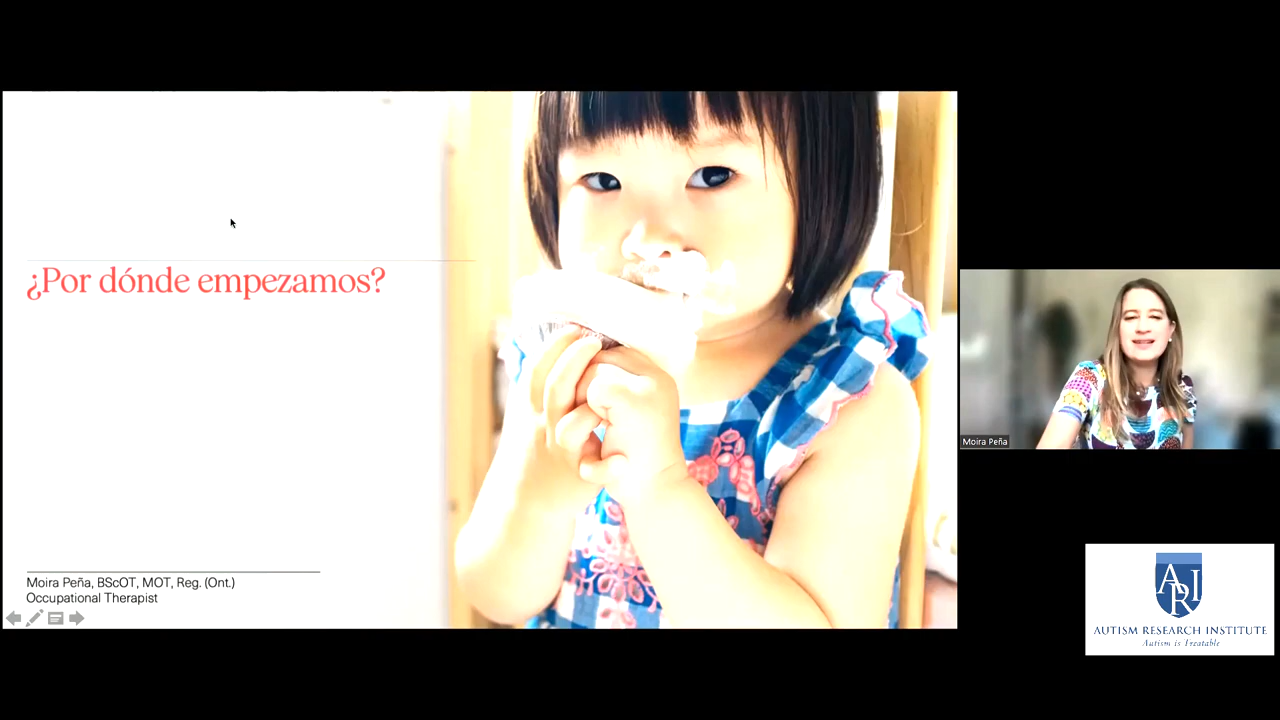 ¿Por dónde empezamos?
Moira Peña, BScOT, MOT, Reg. (Ont.)
Occupational Therapist
Moira Peña
ARI
AUTISM RESEARCH INSTITUTE
Autism is Treatable